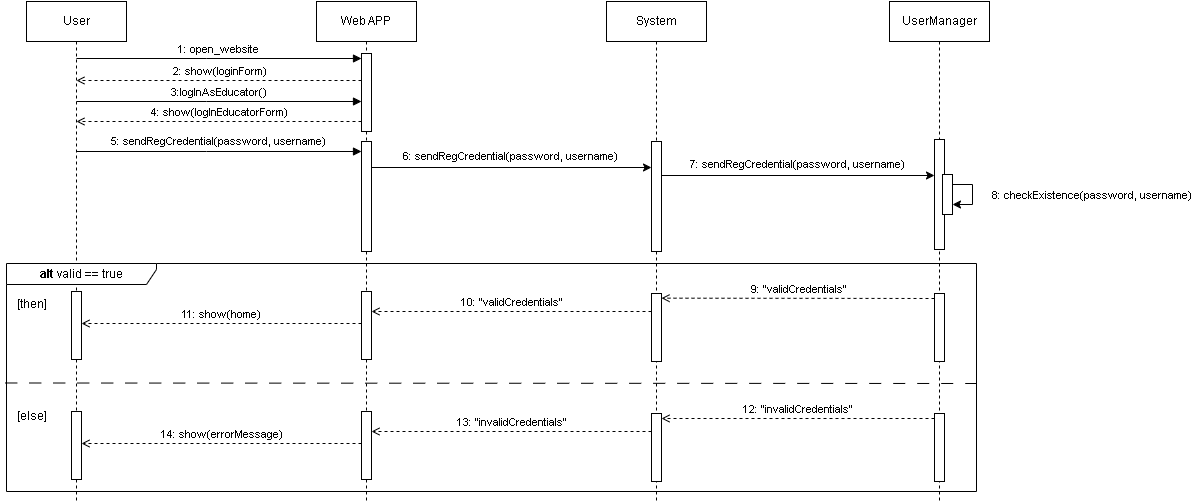 User
Web APP
System
UserManager
1: open_website
2: show(loginForm)
3:logInAsEducator()
4: show(logInEducatorForm)
5: sendRegCredential(password, username)
6: sendRegCredential(password, username)
7: sendRegCredential(password, username)
8: checkExistence(password, username)
alt valid == true
[then]
9: "validCredentials"
10: "validCredentials"
11: show(home)
[else]
12: "invalidCredentials"
13: "invalidCredentials"
14: show(errorMessage)